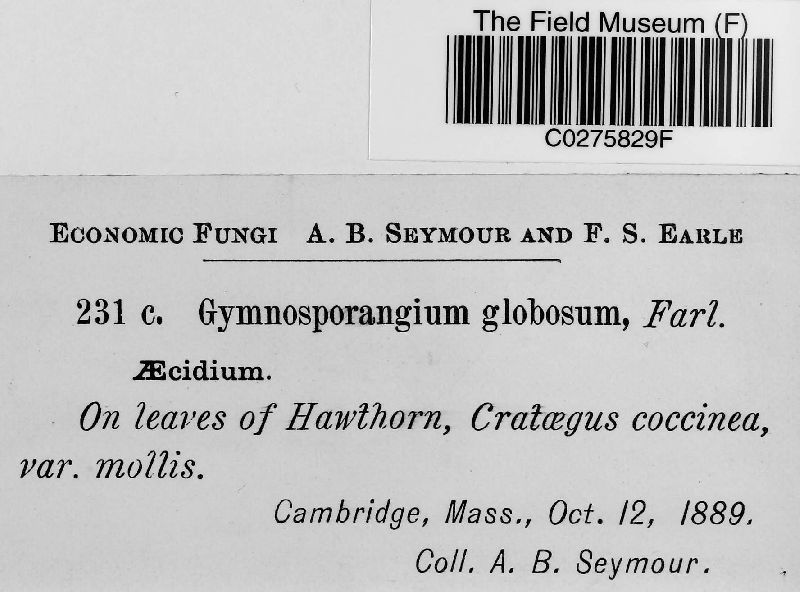 The Field Museum (F)
C0275829F
ECONOMIC FUNGI A. B. SEYMOUR AND F. S. EARLE
231 c. Gymnosporangium globosum, Farl.
Æcidium.
On leaves of Hawthorn, Cratægus coccinea,
var. mollis.
Cambridge, Mass., Oct. 12, 1889.
Coll. A. B. Seymour.